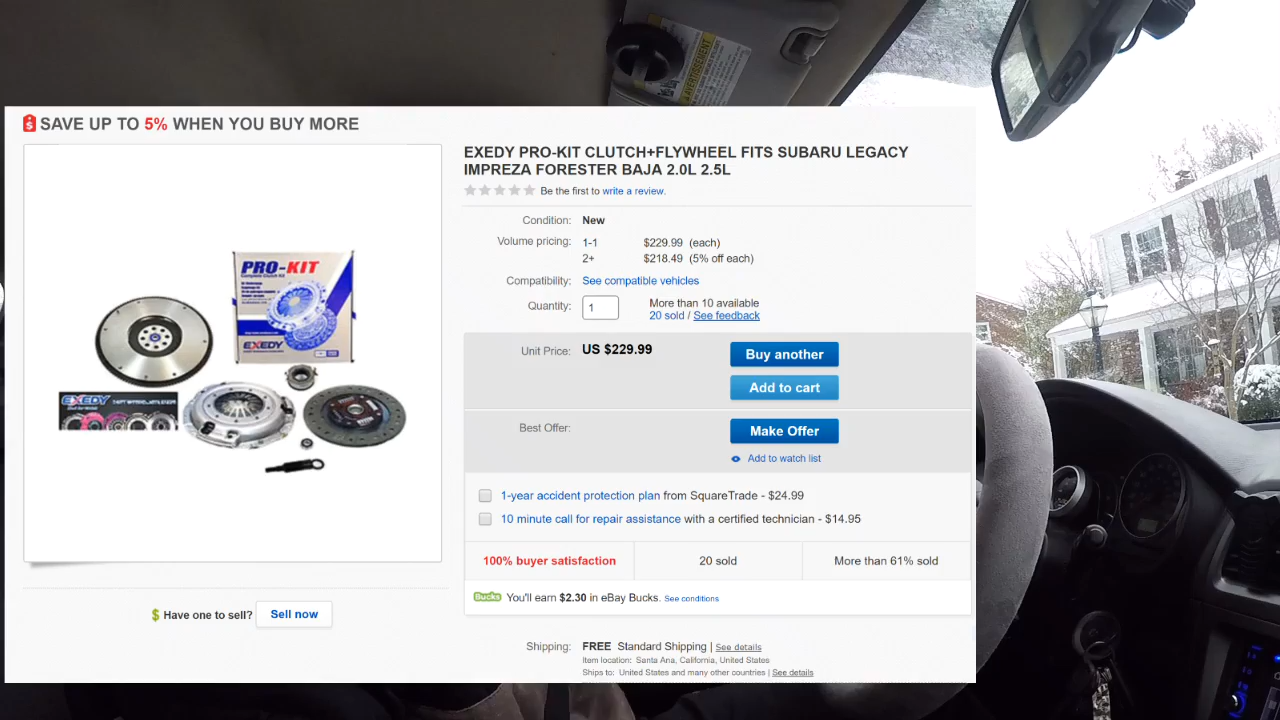 ADVERTISEMENT
SAVE UP TO 5% WHEN YOU BUY MORE
EXEDY PRO-KIT CLUTCH+FLYWHEEL FITS SUBARU LEGACY
IMPREZA FORESTER BAJA 2.0L 2.5L
Be the first to write a review.
Condition: New
Volume pricing: 1-1 $229.99 (each)
2+ $218.49 (5% off each)
Compatibility: See compatible vehicles
Quantity: 1 More than 10 available
20 sold / See feedback
Unit Price: US $229.99 Buy another
Add to cart
Best Offer: Make Offer
Add to watch list
1-year accident protection plan from SquareTrade - $24.99
10 minute call for repair assistance with a certified technician - $14.95
100% buyer satisfaction 20 sold More than 61% sold
Bucks You'll earn $2.30 in eBay Bucks. See conditions
Shipping: FREE Standard Shipping | See details
Item location: Santa Ana, California, United States
Ships to: United States and many other countries | See details
PRO-KIT
EXEDY
EXEDY
$ Have one to sell? Sell now